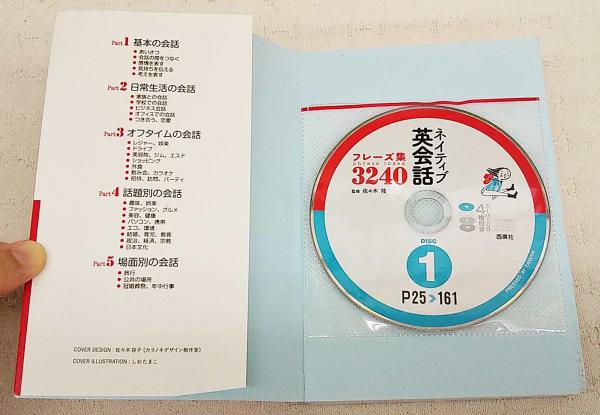 Part1 基本の会話
●あいさつ
●会話の間をつなぐ
●感情を表す
●気持ちを伝える
●考えを表す
Part2 日常生活の会話
●家族との会話
●学校での会話
●ビジネス会話
●オフィスでの会話
●つき合う、恋愛
Part3 オフタイムの会話
●レジャー、娯楽
●ドライブ
●美容院、ジム、エステ
●ショッピング
●外食
●飲み会、カラオケ
●招待、訪問、パーティ
Part4 話題別の会話
●趣味、娯楽
●ファッション、グルメ
●美容、健康
●パソコン、携帯
●エコ、環境
●結婚、育児、教育
●政治、経済、宗教
●日本文化
Part5 場面別の会話
●旅行
●公共の場所
●冠婚葬祭、年中行事
COVER DESIGN：佐々木容子（カラノキデザイン制作室）
COVER ILLUSTRATION：しおたまこ
ネイティブ
英会話
フレーズ集
phrase index
3240
監修 佐々木 隆
4
枚付き
西東社
DISC
1
P25≫161
PRESSED IN TAIWAN